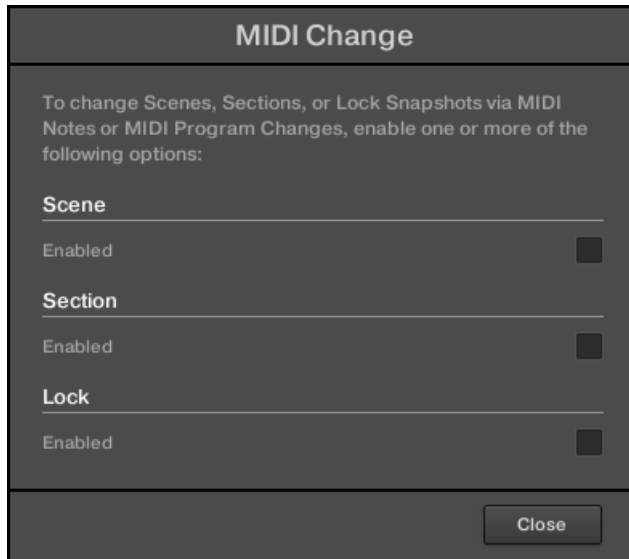 MIDI Change
To change Scenes, Sections, or Lock Snapshots via MIDI
Notes or MIDI Program Changes, enable one or more of the
following options:
Scene
Enabled
Section
Enabled
Lock
Enabled
Close